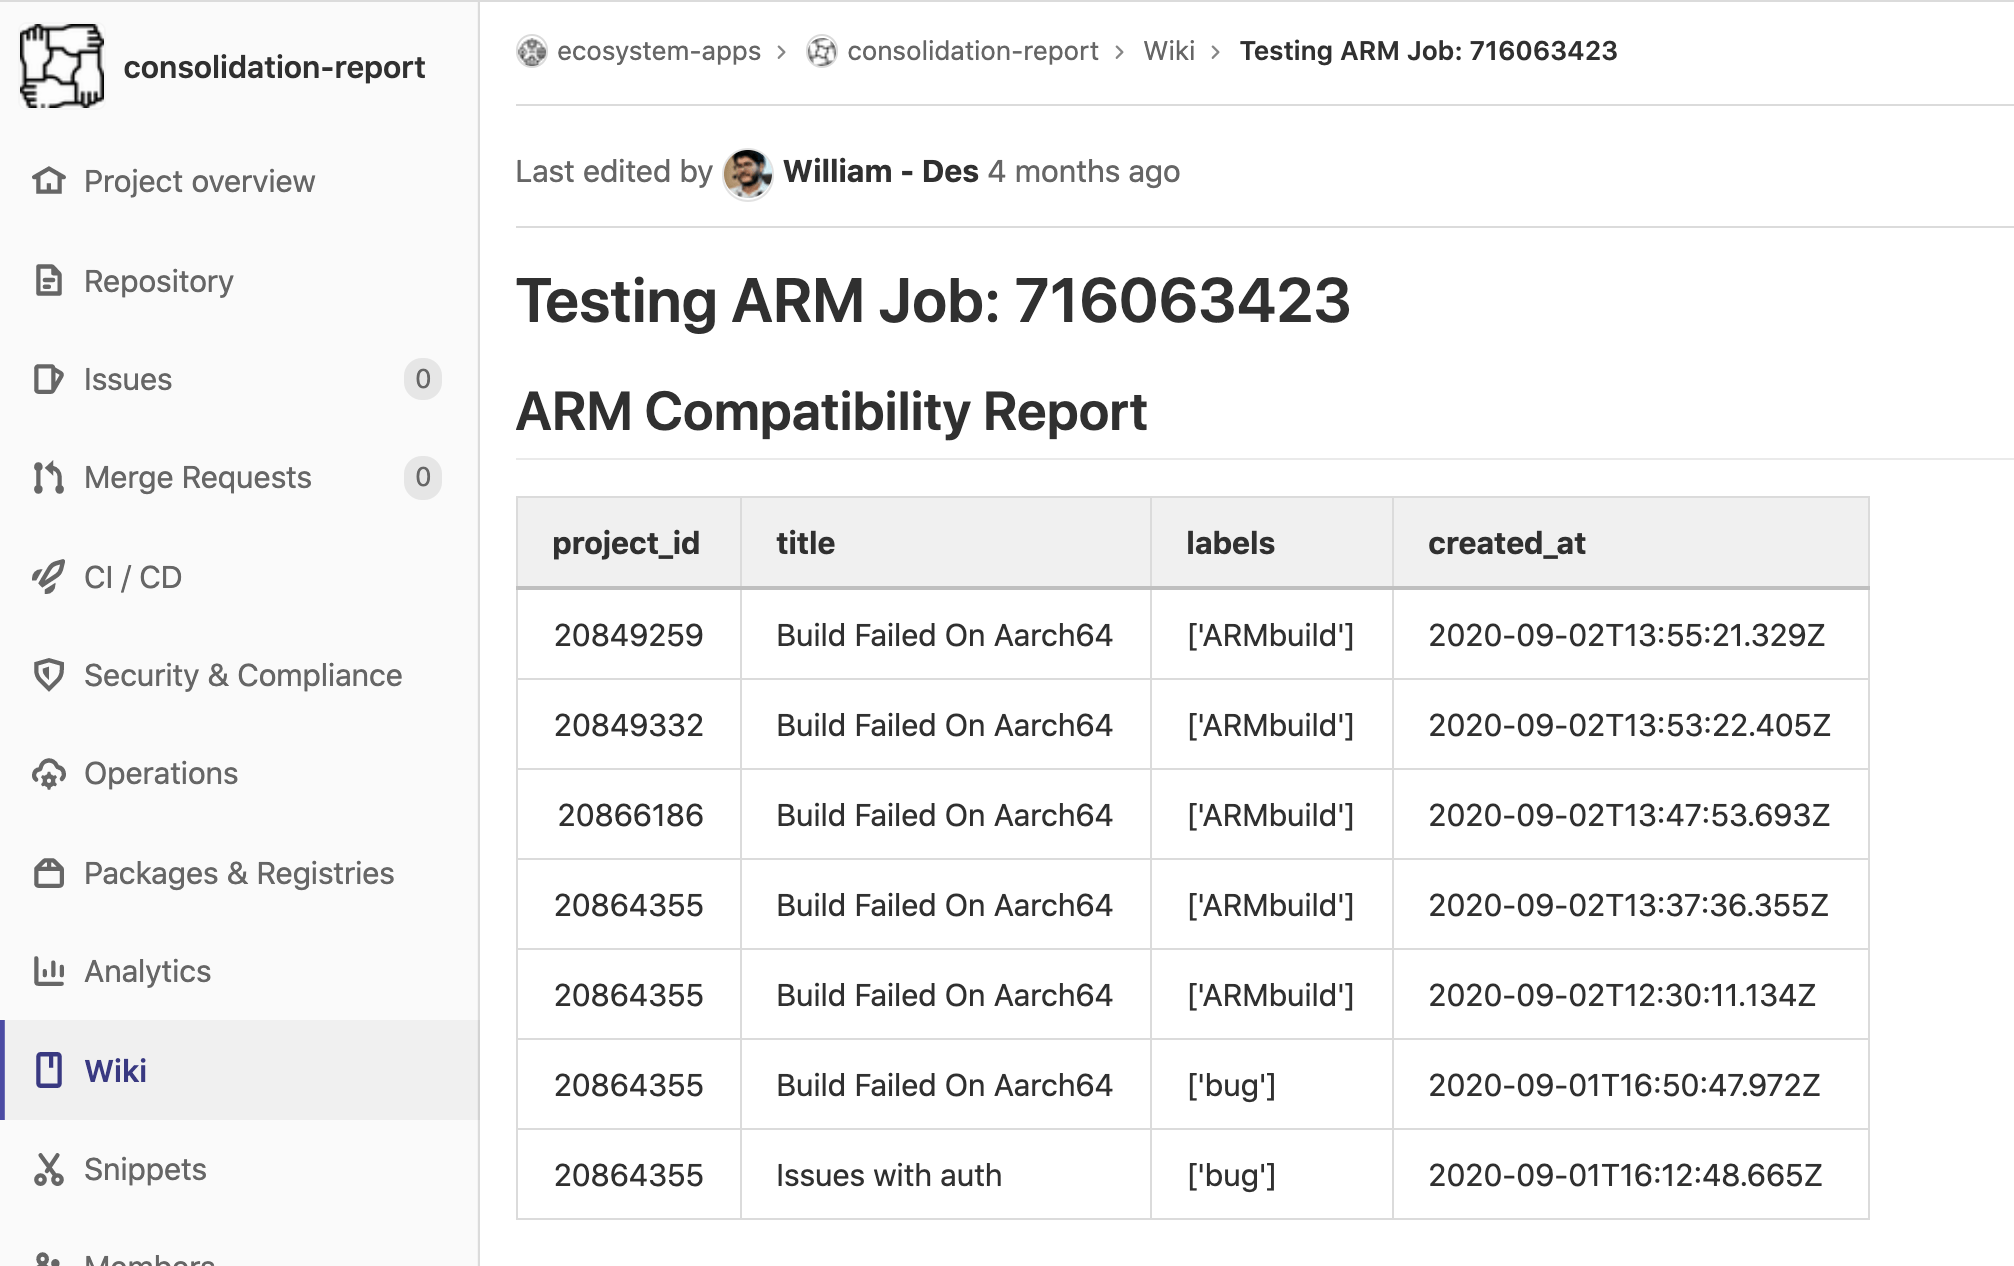 consolidation-report
Project overview
Repository
Issues 0
Merge Requests 0
CI / CD
Security & Compliance
Operations
Packages & Registries
Analytics
Wiki
Snippets
Members
ecosystem-apps › consolidation-report › Wiki › Testing ARM Job: 716063423
Last edited by William - Des 4 months ago
Testing ARM Job: 716063423
ARM Compatibility Report
project_id title labels created_at
20849259 Build Failed On Aarch64 ['ARMbuild'] 2020-09-02T13:55:21.329Z
20849332 Build Failed On Aarch64 ['ARMbuild'] 2020-09-02T13:53:22.405Z
20866186 Build Failed On Aarch64 ['ARMbuild'] 2020-09-02T13:47:53.693Z
20864355 Build Failed On Aarch64 ['ARMbuild'] 2020-09-02T13:37:36.355Z
20864355 Build Failed On Aarch64 ['ARMbuild'] 2020-09-02T12:30:11.134Z
20864355 Build Failed On Aarch64 ['bug'] 2020-09-01T16:50:47.972Z
20864355 Issues with auth ['bug'] 2020-09-01T16:12:48.665Z